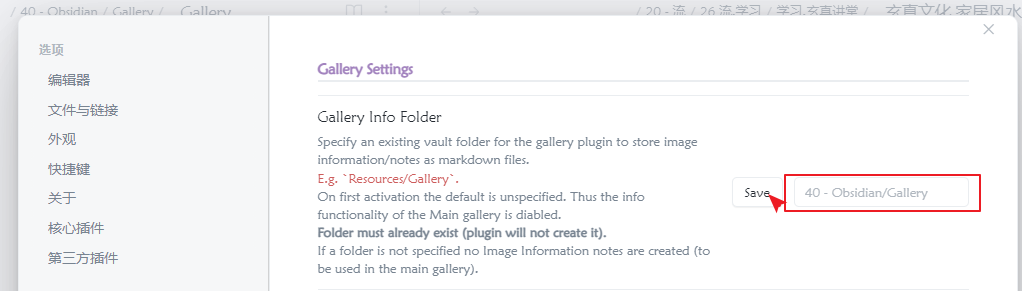 / 40 - Obsidian / Gallery /
Gallery
/ 20 - 流 / 26 流.学习 / 学习.玄真讲堂 /
玄真文化 家居风水
选项
编辑器
文件与链接
外观
快捷键
关于
核心插件
第三方插件
Gallery Settings
Gallery Info Folder
Specify an existing vault folder for the gallery plugin to store image
information/notes as markdown files.
E.g. `Resources/Gallery`.
On first activation the default is unspecified. Thus the info
functionality of the Main gallery is diabled.
Folder must already exist (plugin will not create it).
If a folder is not specified no Image Information notes are created (to
be used in the main gallery).
Save
40 - Obsidian/Gallery